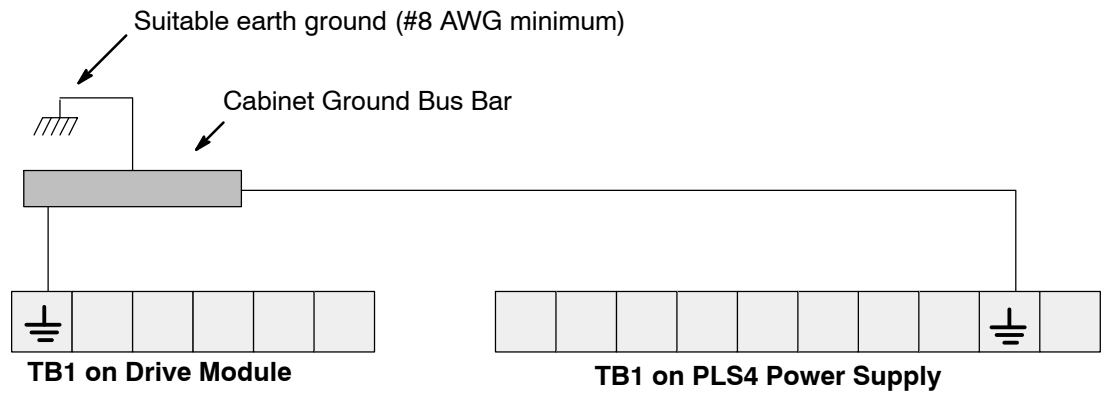 Suitable earth ground (#8 AWG minimum)
Cabinet Ground Bus Bar
TB1 on Drive Module
TB1 on PLS4 Power Supply